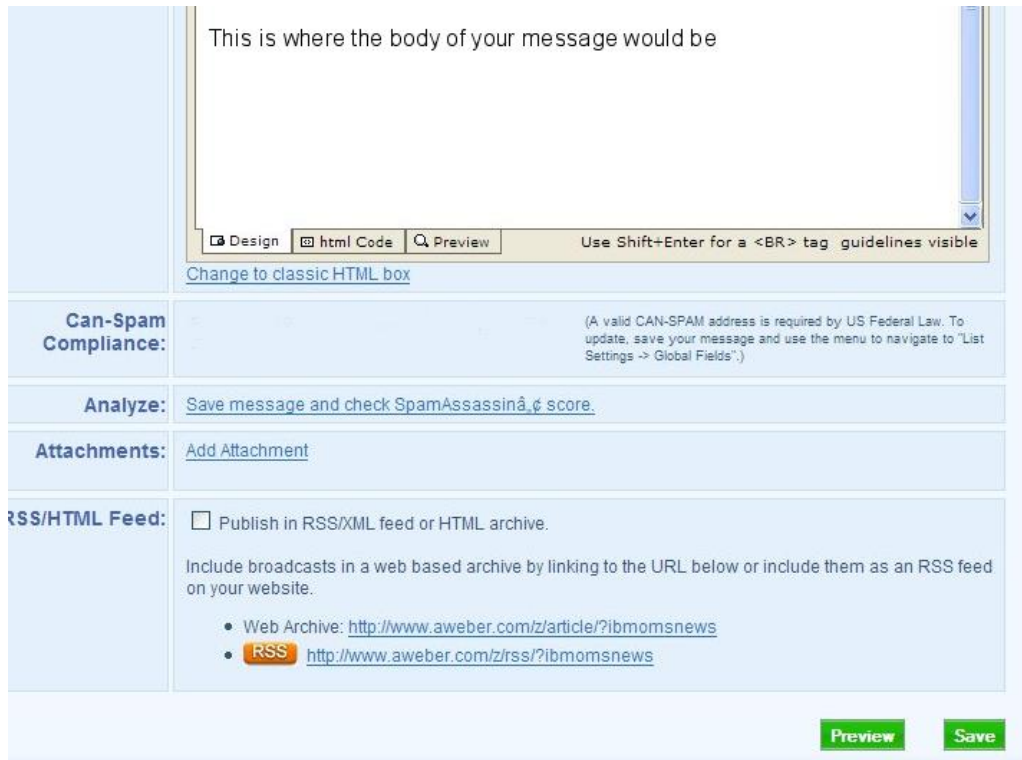 This is where the body of your message would be
Design html Code Preview Use Shift+Enter for a <BR> tag guidelines visible
Change to classic HTML box
Can-Spam Compliance:
(A valid CAN-SPAM address is required by US Federal Law. To
update, save your message and use the menu to navigate to "List
Settings -> Global Fields".)
Analyze: Save message and check SpamAssassinâ„¢ score.
Attachments: Add Attachment
RSS/HTML Feed: Publish in RSS/XML feed or HTML archive.
Include broadcasts in a web based archive by linking to the URL below or include them as an RSS feed
on your website.
• Web Archive: http://www.aweber.com/z/article/?ibmomsnews
• RSS http://www.aweber.com/z/rss/?ibmomsnews
Preview Save